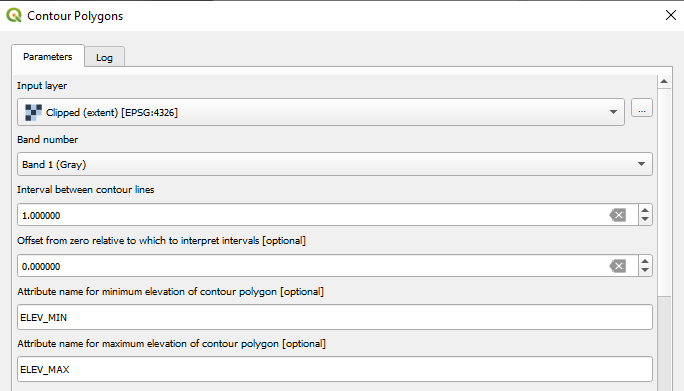 Contour Polygons
Parameters
Log
Input layer
Clipped (extent) [EPSG:4326]
...
Band number
Band 1 (Gray)
Interval between contour lines
1.000000
Offset from zero relative to which to interpret intervals [optional]
0.000000
Attribute name for minimum elevation of contour polygon [optional]
ELEV_MIN
Attribute name for maximum elevation of contour polygon [optional]
ELEV_MAX